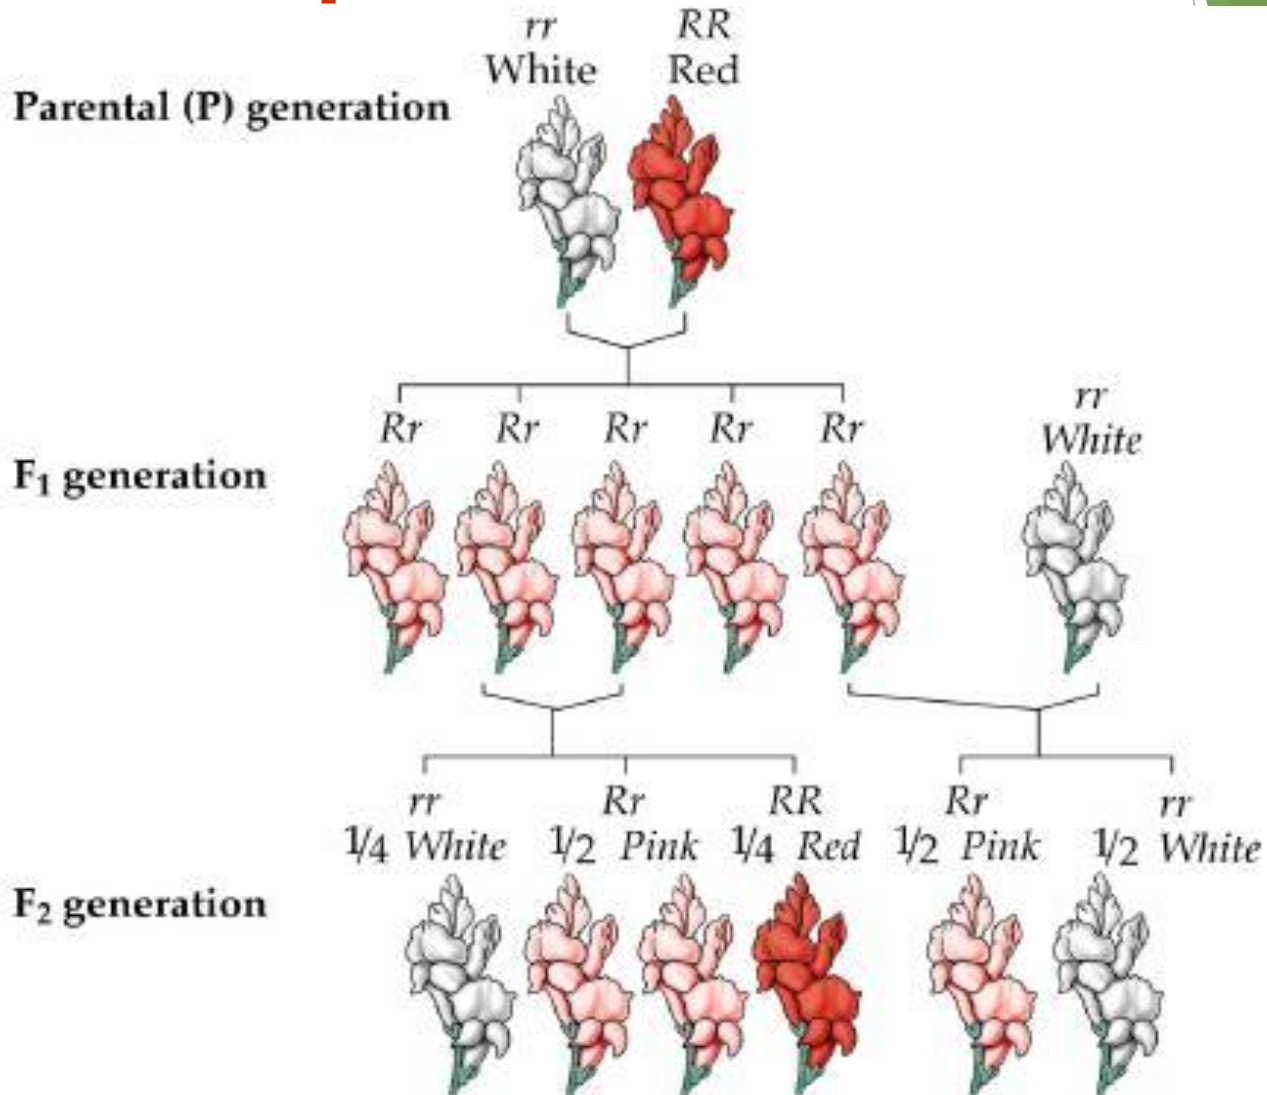 rr RR
White Red
Parental (P) generation
rr
White
Rr Rr Rr Rr Rr
F1 generation
rr Rr RR Rr rr
1/4 White 1/2 Pink 1/4 Red 1/2 Pink 1/2 White
F2 generation